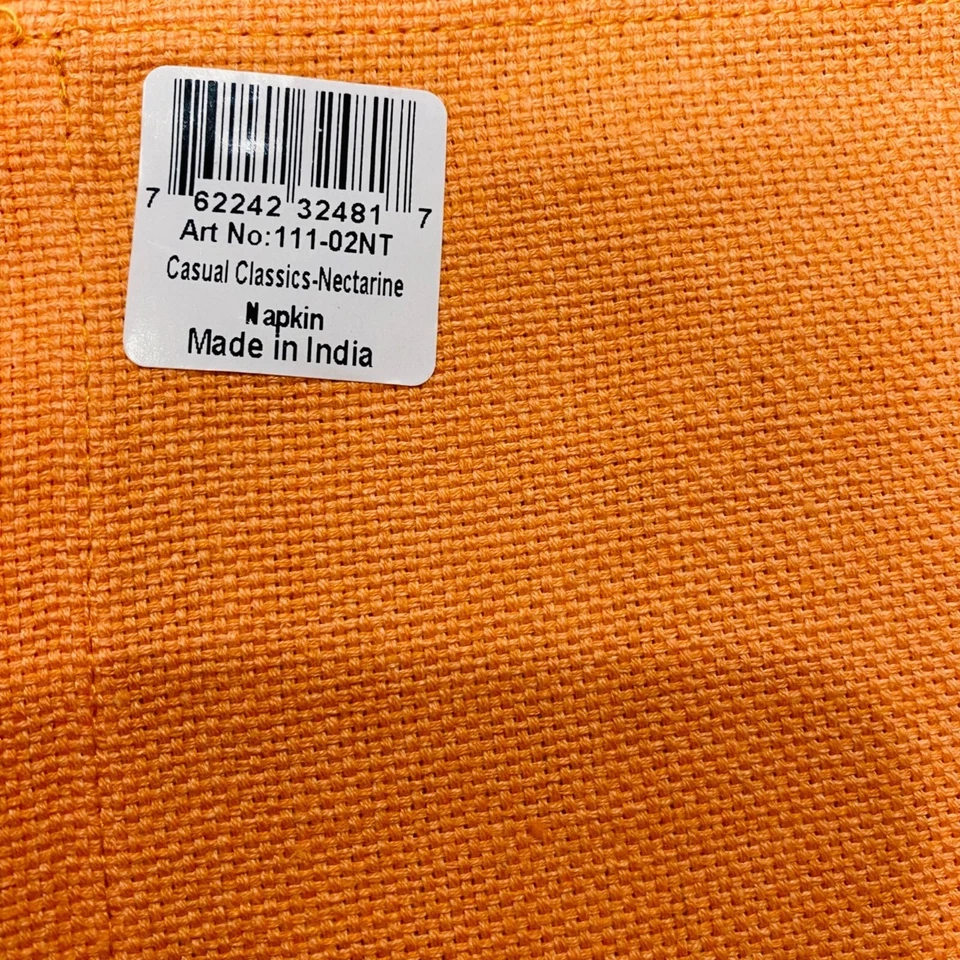 7 62242 32481 7
Art No:111-02NT
Casual Classics-Nectarine
Napkin
Made in India